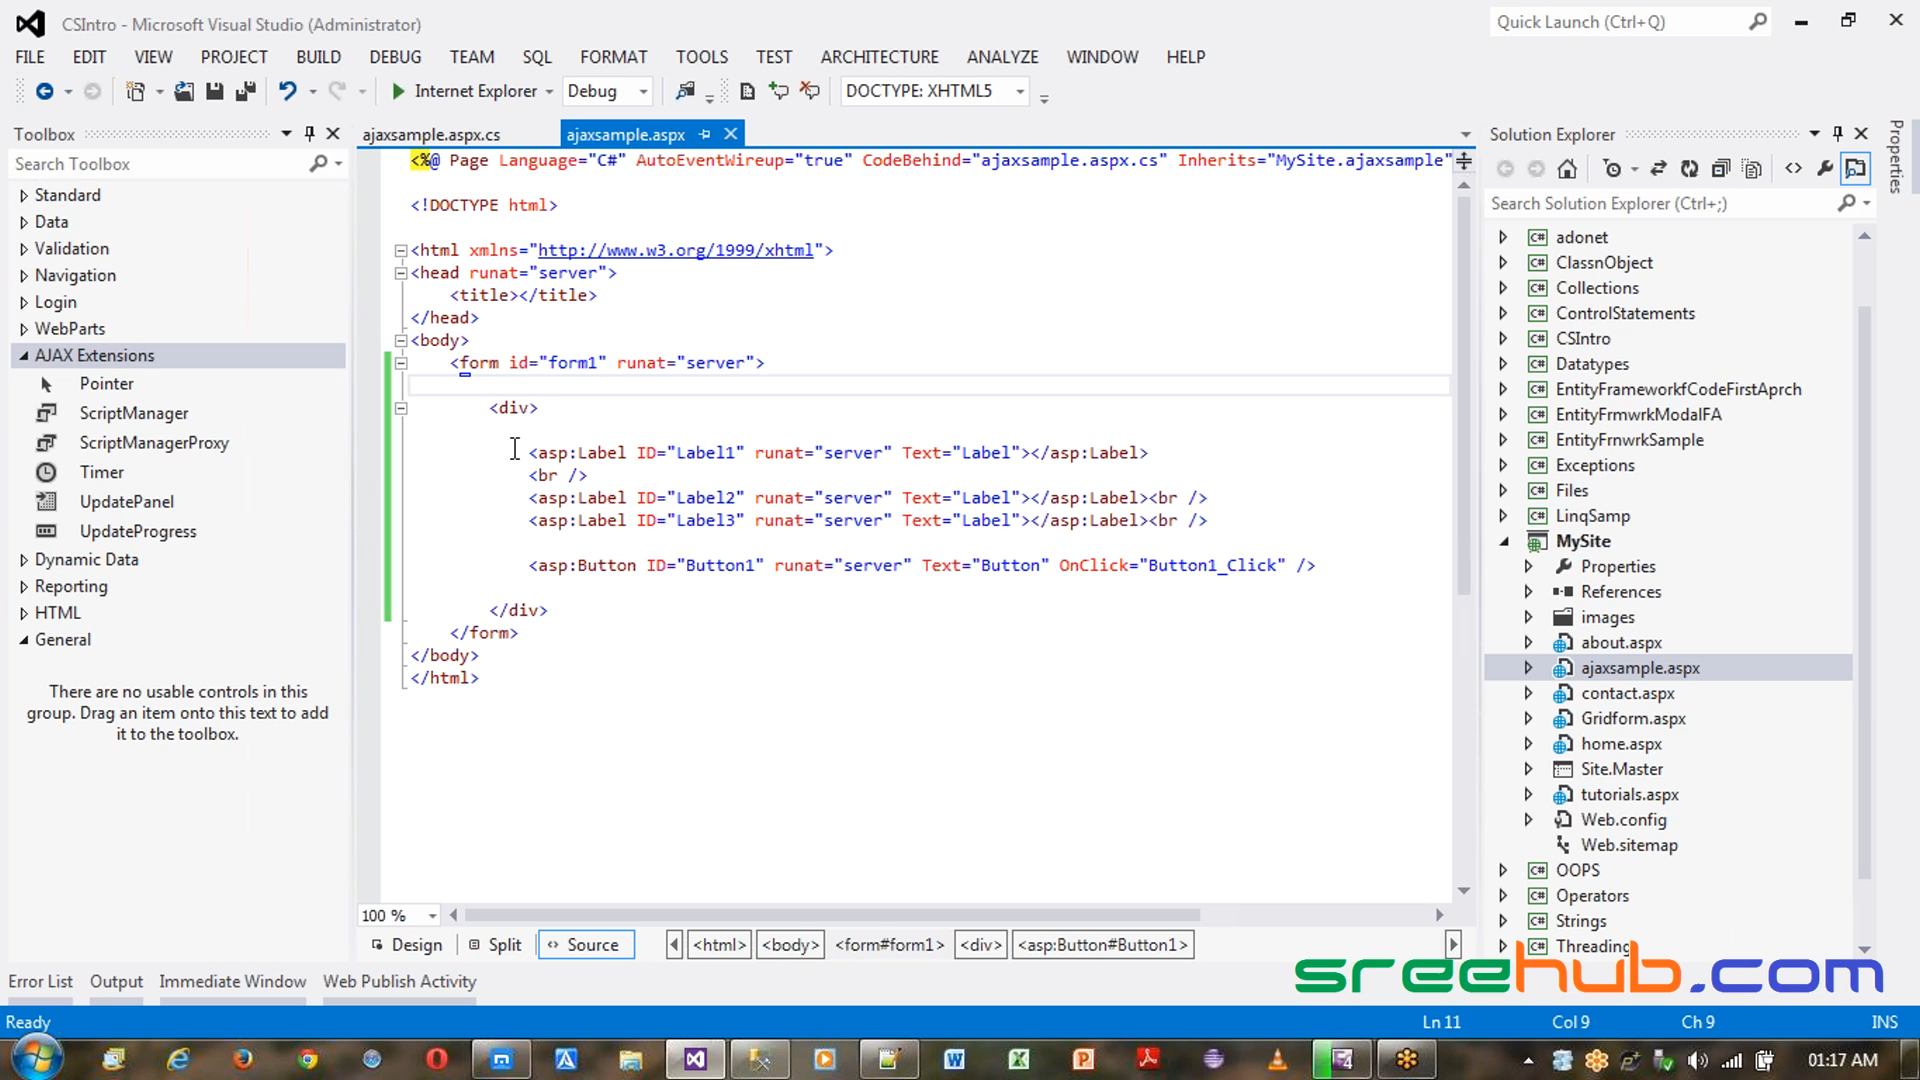 CSIntro - Microsoft Visual Studio (Administrator)
Quick Launch (Ctrl+Q)
FILE EDIT VIEW PROJECT BUILD DEBUG TEAM SQL FORMAT TOOLS TEST ARCHITECTURE ANALYZE WINDOW HELP
Internet Explorer Debug DOCTYPE: XHTML5
Toolbox
Search Toolbox
Standard
Data
Validation
Navigation
Login
WebParts
AJAX Extensions
Pointer
ScriptManager
ScriptManagerProxy
Timer
UpdatePanel
UpdateProgress
Dynamic Data
Reporting
HTML
General
There are no usable controls in this
group. Drag an item onto this text to add
it to the toolbox.
ajaxsample.aspx.cs ajaxsample.aspx
<%@ Page Language="C#" AutoEventWireup="true" CodeBehind="ajaxsample.aspx.cs" Inherits="MySite.ajaxsample"
<!DOCTYPE html>
<html xmlns="http://www.w3.org/1999/xhtml">
<head runat="server">
<title></title>
</head>
<body>
<form id="form1" runat="server">
<div>
<asp:Label ID="Label1" runat="server" Text="Label"></asp:Label>
<br />
<asp:Label ID="Label2" runat="server" Text="Label"></asp:Label><br />
<asp:Label ID="Label3" runat="server" Text="Label"></asp:Label><br />
<asp:Button ID="Button1" runat="server" Text="Button" OnClick="Button1_Click" />
</div>
</form>
</body>
</html>
100 %
Design Split Source <html> <body> <form#form1> <div> <asp:Button#Button1>
Solution Explorer
Search Solution Explorer (Ctrl+;)
adonet
ClassnObject
Collections
ControlStatements
CSIntro
Datatypes
EntityFrameworkfCodeFirstAprch
EntityFrmwrkModalFA
EntityFrnwrkSample
Exceptions
Files
LinqSamp
MySite
Properties
References
images
about.aspx
ajaxsample.aspx
contact.aspx
Gridform.aspx
home.aspx
Site.Master
tutorials.aspx
Web.config
Web.sitemap
OOPS
Operators
Strings
Threading
Properties
sreehub.com
Error List Output Immediate Window Web Publish Activity
Ready Ln 11 Col 9 Ch 9 INS
01:17 AM